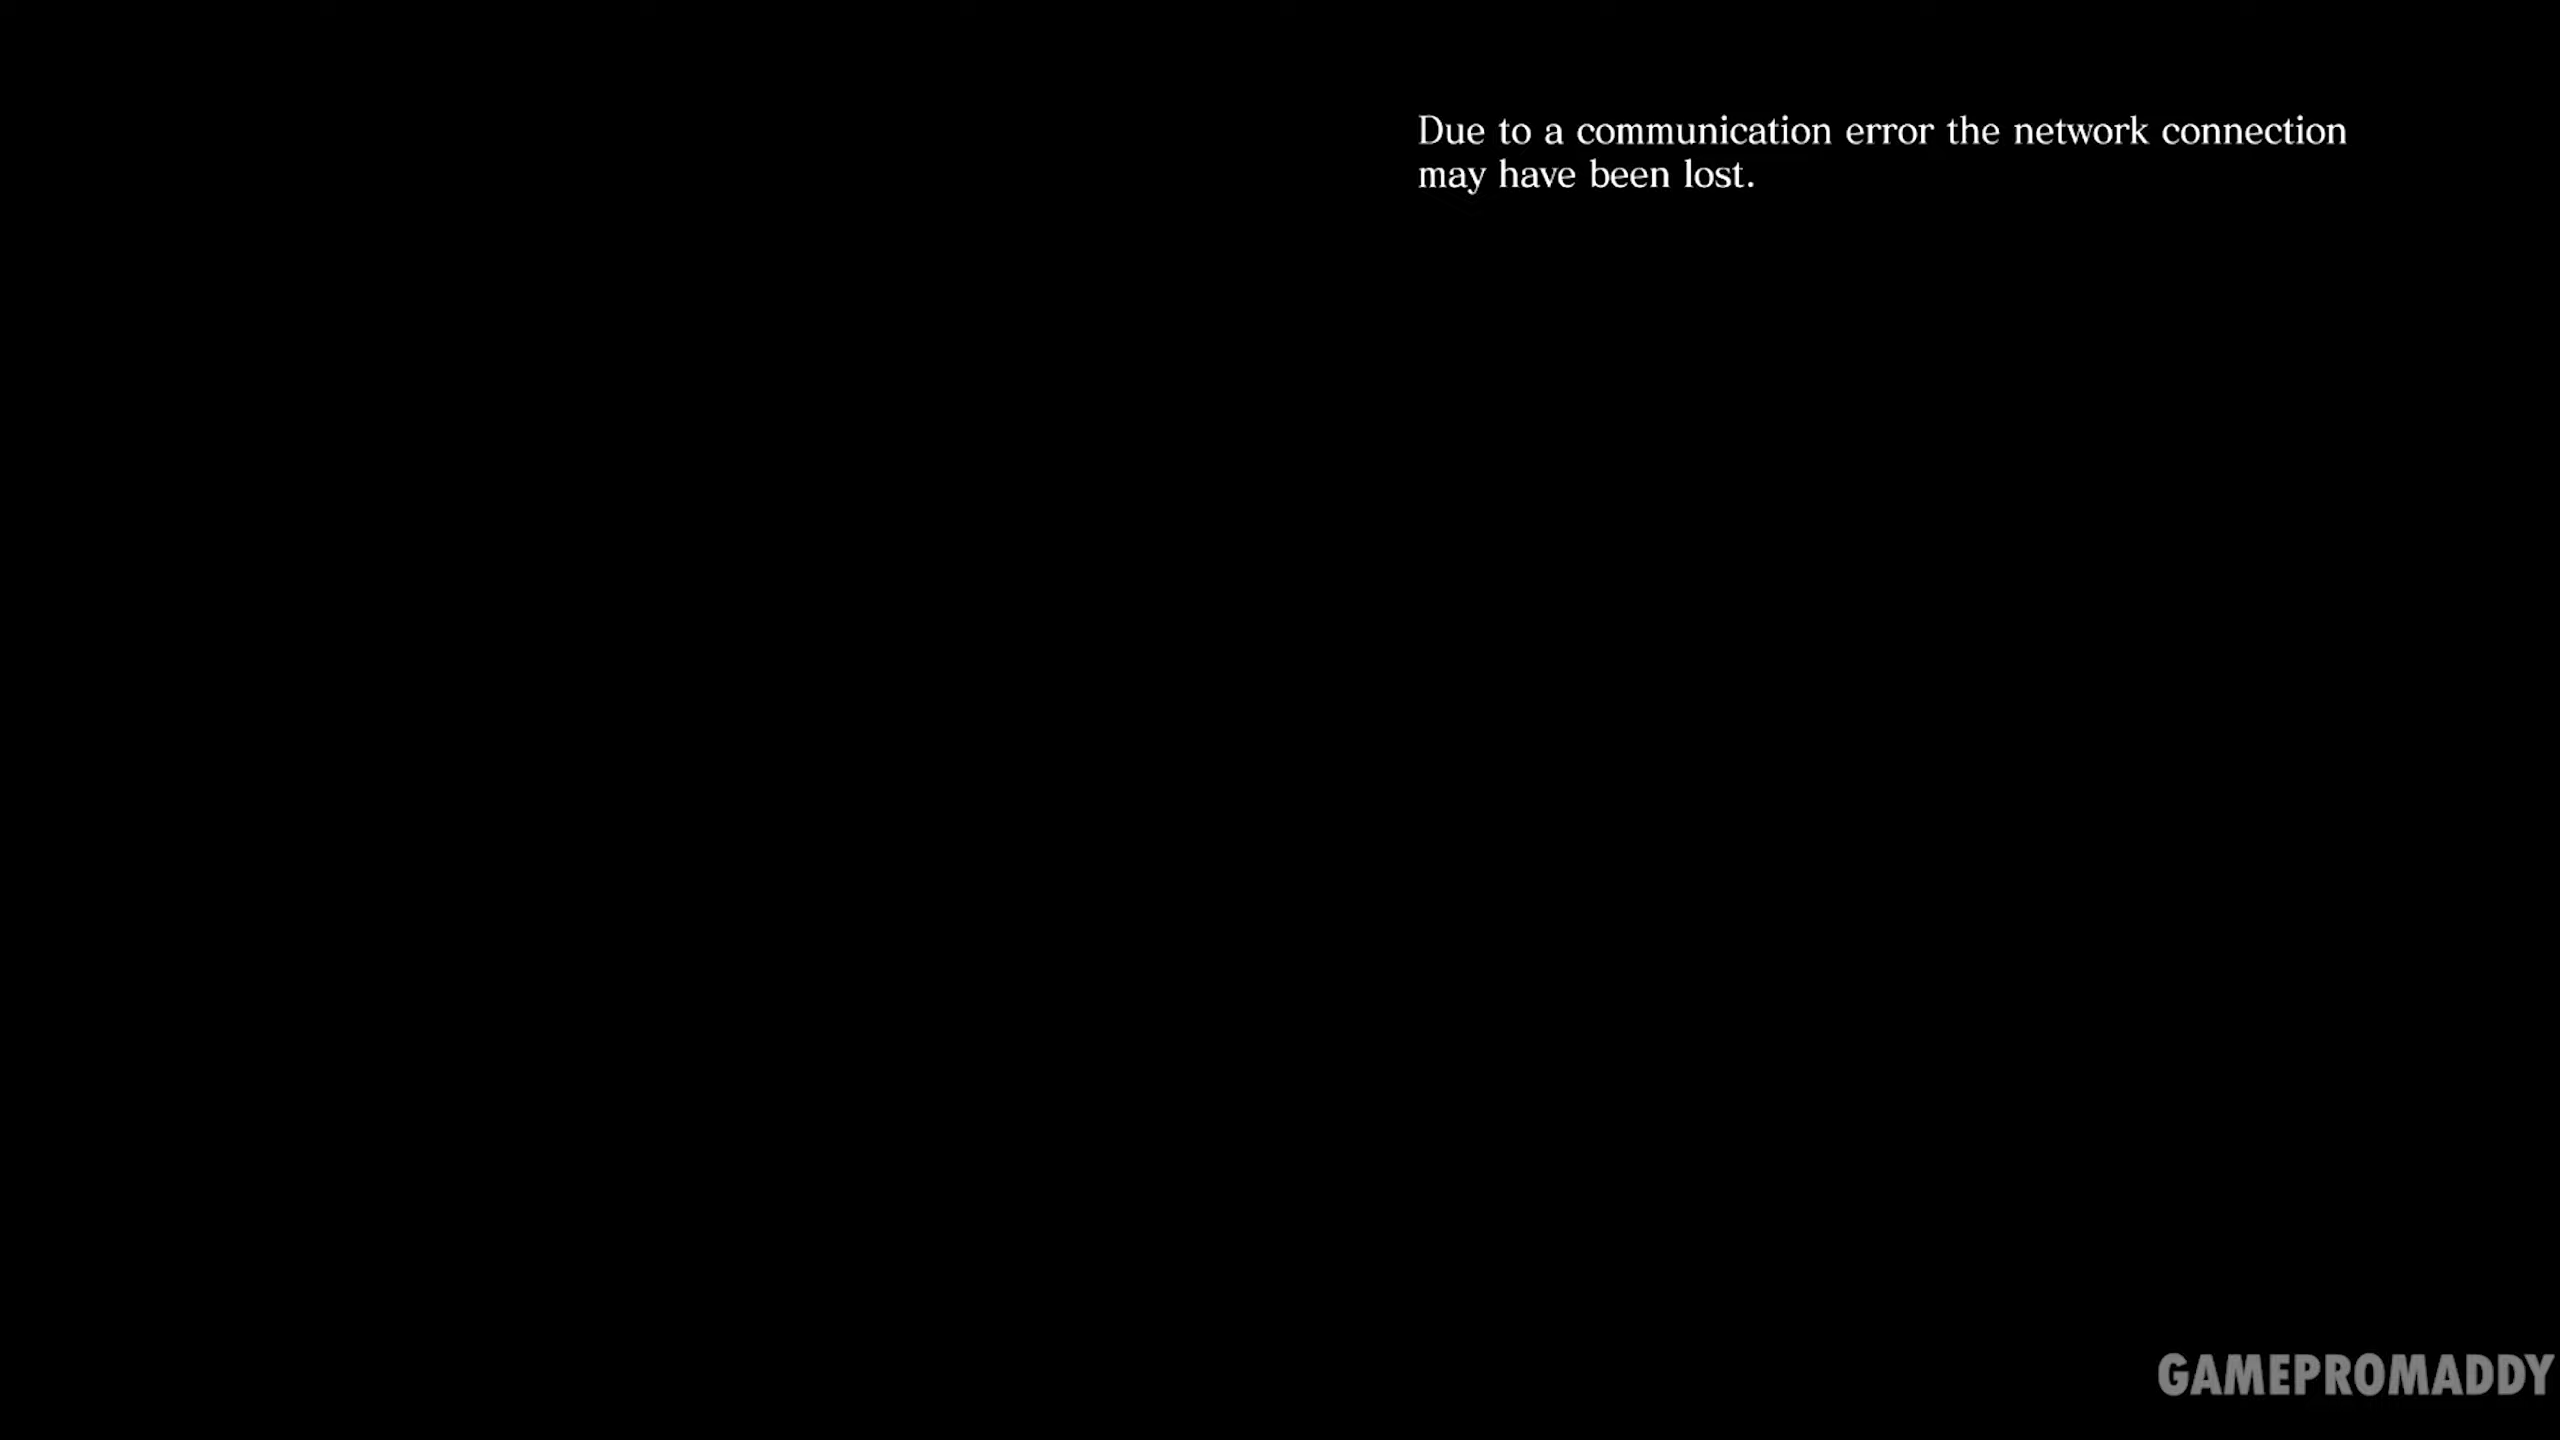 Due to a communication error the network connection
may have been lost.
GAMEPROMADDY